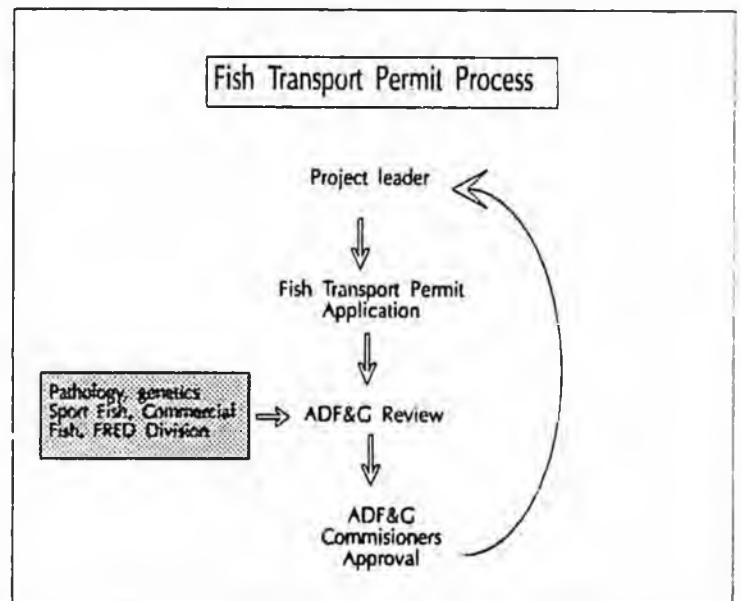 Fish Transport Permit Process
Project leader
Fish Transport Permit
Application
Pathology, genetics
Sport Fish, Commercial
Fish, FRED Division
ADF&G Review
ADF&G
Commisioners
Approval